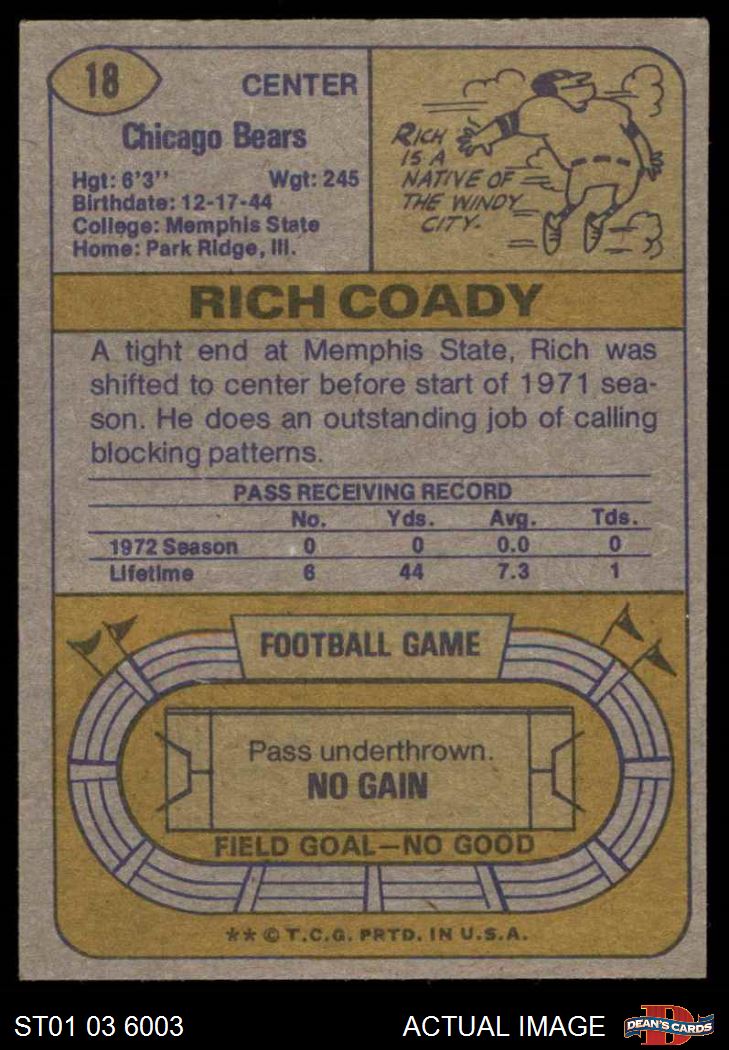 18
CENTER
Chicago Bears
Hgt: 6'3'' Wgt: 245
Birthdate: 12-17-44
College: Memphis State
Home: Park Ridge, Ill.
RICH
IS A
NATIVE OF
THE WINDY
CITY.
RICH COADY
A tight end at Memphis State, Rich was
shifted to center before start of 1971 sea-
son. He does an outstanding job of calling
blocking patterns.
PASS RECEIVING RECORD
No. Yds. Avg. Tds.
1972 Season 0 0 0.0 0
Lifetime 6 44 7.3 1
FOOTBALL GAME
Pass underthrown.
NO GAIN
FIELD GOAL—NO GOOD
** © T.C.G. PRTD. IN U.S.A.
ST01 03 6003 ACTUAL IMAGE
D
DEAN'S CARDS